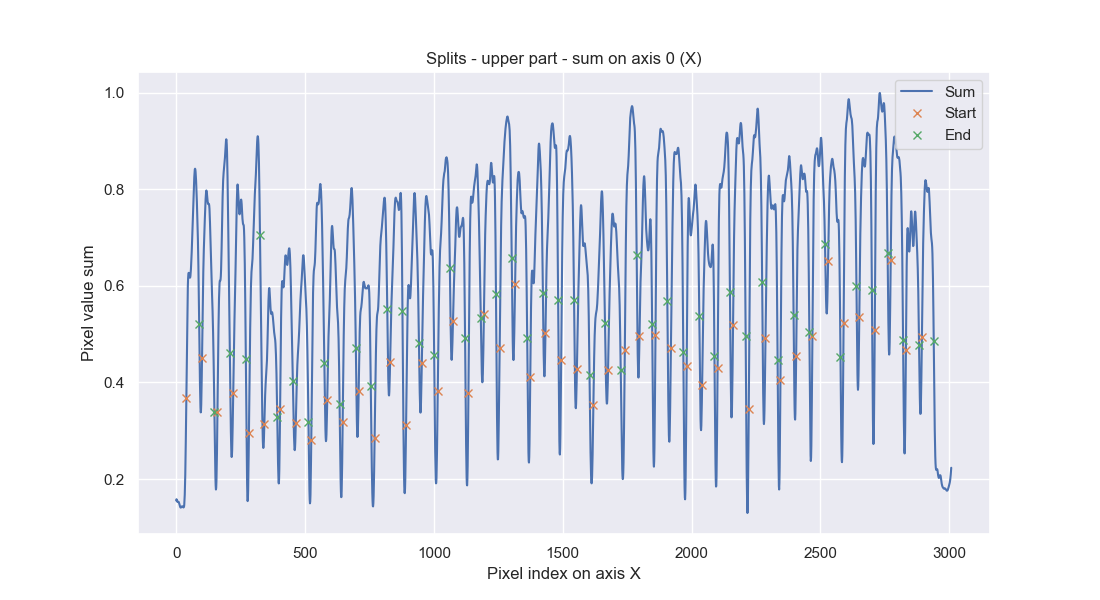 Splits - upper part - sum on axis 0 (X)
Sum
Start
End
Pixel value sum
1.0
0.8
0.6
0.4
0.2
0
500
1000
1500
2000
2500
3000
Pixel index on axis X